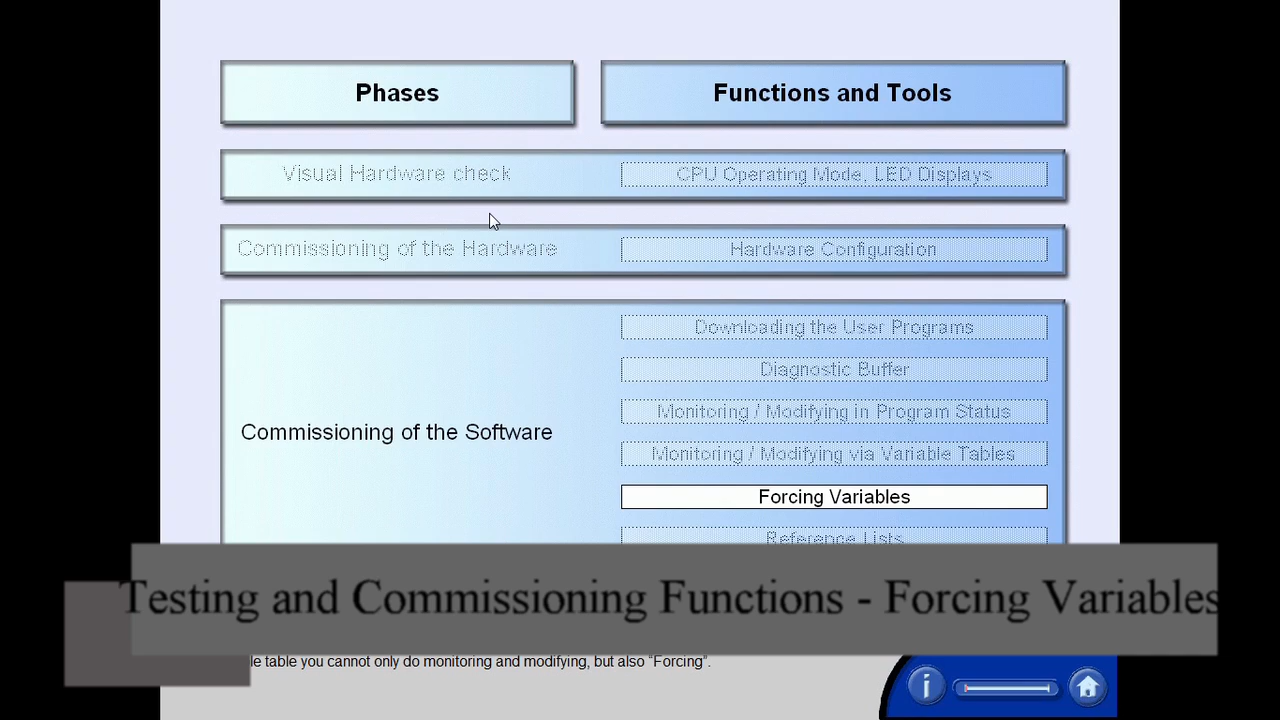 Phases
Functions and Tools
Visual Hardware check
CPU Operating Mode, LED Displays
Commissioning of the Hardware
Hardware Configuration
Commissioning of the Software
Downloading the User Programs
Diagnostic Buffer
Monitoring / Modifying in Program Status
Monitoring / Modifying via Variable Tables
Forcing Variables
Reference Lists
Testing and Commissioning Functions - Forcing Variables
table you cannot only do monitoring and modifying, but also "Forcing".